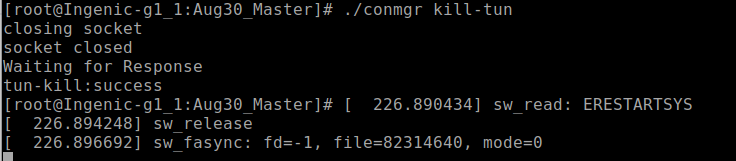 [root@Ingenic-g1_1:Aug30_Master]# ./conmgr kill-tun
closing socket
socket closed
Waiting for Response
tun-kill:success
[root@Ingenic-g1_1:Aug30_Master]# [  226.890434] sw_read: ERESTARTSYS
[  226.894248] sw_release
[  226.896692] sw_fasync: fd=-1, file=82314640, mode=0